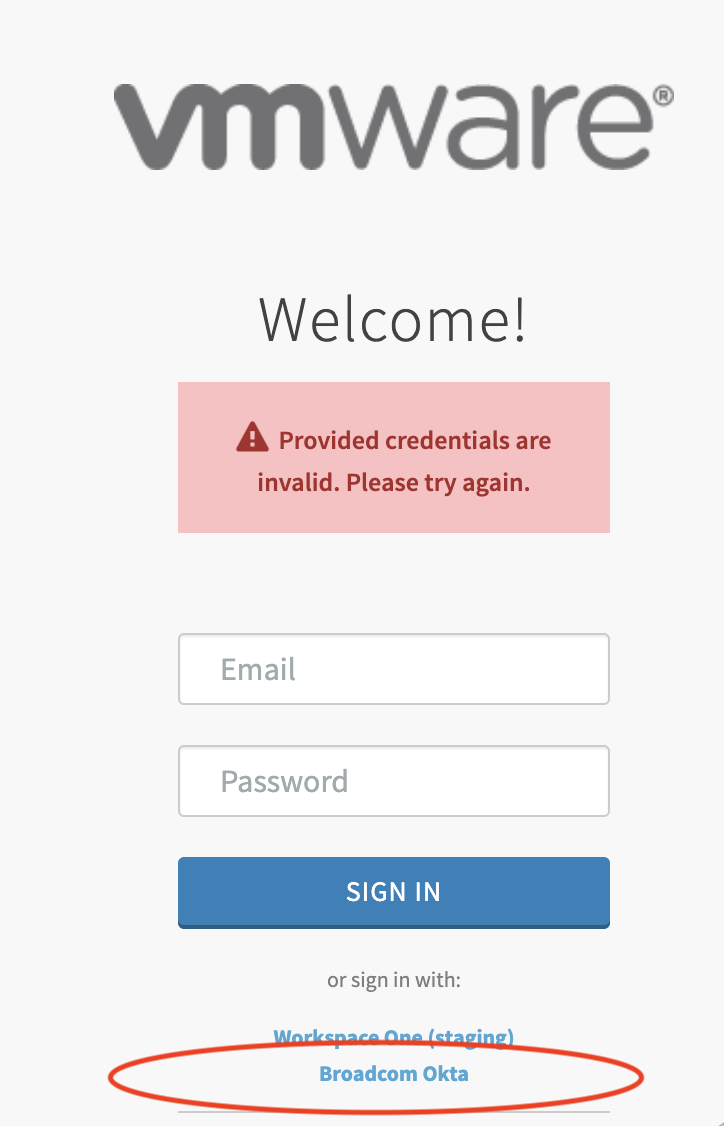 vmware®
Welcome!
Provided credentials are
invalid. Please try again.
Email
Password
SIGN IN
or sign in with:
Workspace One (staging)
Broadcom Okta